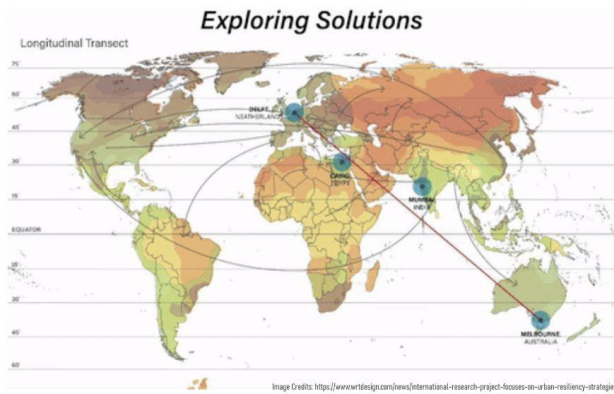 Exploring Solutions
Longitudinal Transect
75°
60°
DELFT
NEATHERLAND
45°
30°
CAIRO
EGYPT
MUMBAI
INDIA
15°
EQUATOR
15°
30°
MELBOURNE
AUSTRALIA
45°
60°
Image Credits: https://www.wrtdesign.com/news/international-research-project-focuses-on-urban-resiliency-strategie